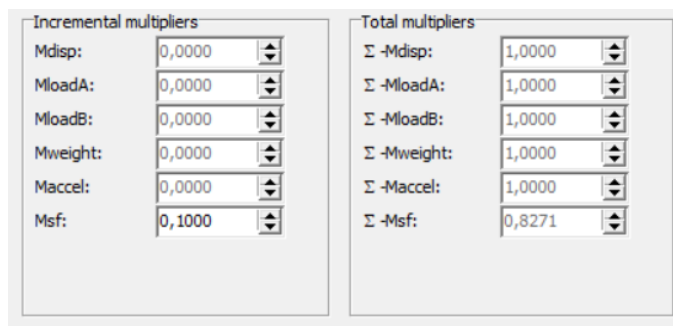 Incremental multipliers
Mdisp: 0,0000
MloadA: 0,0000
MloadB: 0,0000
Mweight: 0,0000
Maccel: 0,0000
Msf: 0,1000
Total multipliers
Σ -Mdisp: 1,0000
Σ -MloadA: 1,0000
Σ -MloadB: 1,0000
Σ -Mweight: 1,0000
Σ -Maccel: 1,0000
Σ -Msf: 0,8271